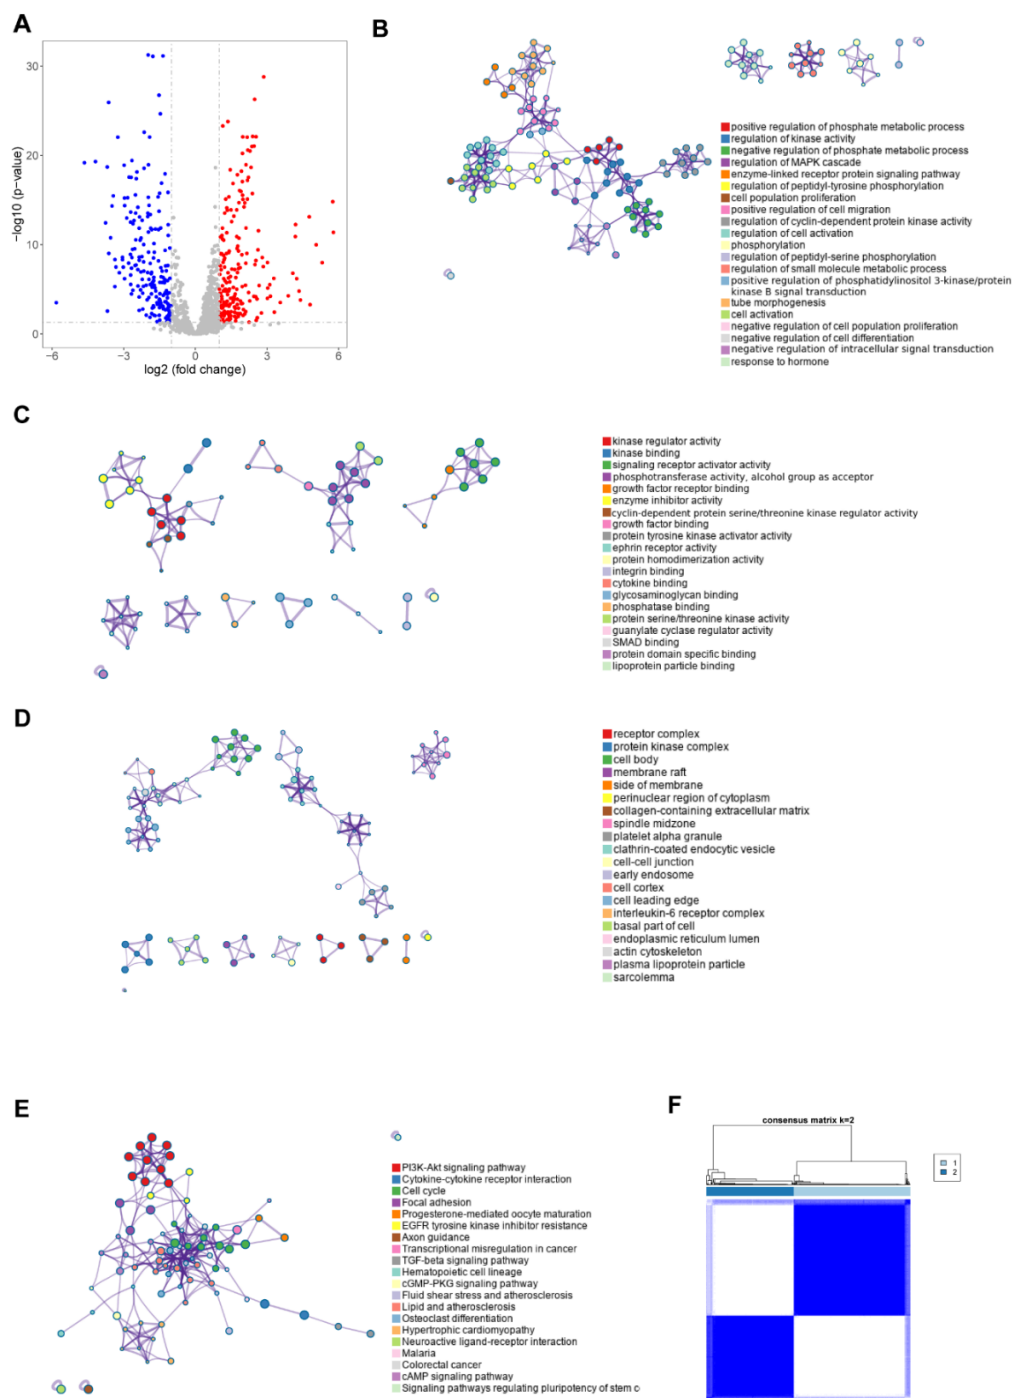 A
30
20
10
0
−log10 (p−value)
−6
−3
0
3
6
log2 (fold change)
B
positive regulation of phosphate metabolic process
regulation of kinase activity
negative regulation of phosphate metabolic process
regulation of MAPK cascade
enzyme-linked receptor protein signaling pathway
regulation of peptidyl-tyrosine phosphorylation
cell population proliferation
positive regulation of cell migration
regulation of cyclin-dependent protein kinase activity
regulation of cell activation
phosphorylation
regulation of peptidyl-serine phosphorylation
regulation of small molecule metabolic process
positive regulation of phosphatidylinositol 3-kinase/protein
kinase B signal transduction
tube morphogenesis
cell activation
negative regulation of cell population proliferation
negative regulation of cell differentiation
negative regulation of intracellular signal transduction
response to hormone
C
kinase regulator activity
kinase binding
signaling receptor activator activity
phosphotransferase activity, alcohol group as acceptor
growth factor receptor binding
enzyme inhibitor activity
cyclin-dependent protein serine/threonine kinase regulator activity
growth factor binding
protein tyrosine kinase activator activity
ephrin receptor activity
protein homodimerization activity
integrin binding
cytokine binding
glycosaminoglycan binding
phosphatase binding
protein serine/threonine kinase activity
guanylate cyclase regulator activity
SMAD binding
protein domain specific binding
lipoprotein particle binding
D
receptor complex
protein kinase complex
cell body
membrane raft
side of membrane
perinuclear region of cytoplasm
collagen-containing extracellular matrix
spindle midzone
platelet alpha granule
clathrin-coated endocytic vesicle
cell-cell junction
early endosome
cell cortex
cell leading edge
interleukin-6 receptor complex
basal part of cell
endoplasmic reticulum lumen
actin cytoskeleton
plasma lipoprotein particle
sarcolemma
E
PI3K-Akt signaling pathway
Cytokine-cytokine receptor interaction
Cell cycle
Focal adhesion
Progesterone-mediated oocyte maturation
EGFR tyrosine kinase inhibitor resistance
Axon guidance
Transcriptional misregulation in cancer
TGF-beta signaling pathway
Hematopoietic cell lineage
cGMP-PKG signaling pathway
Fluid shear stress and atherosclerosis
Lipid and atherosclerosis
Osteoclast differentiation
Hypertrophic cardiomyopathy
Neuroactive ligand-receptor interaction
Malaria
Colorectal cancer
cAMP signaling pathway
Signaling pathways regulating pluripotency of stem c
F
consensus matrix k=2
1
2